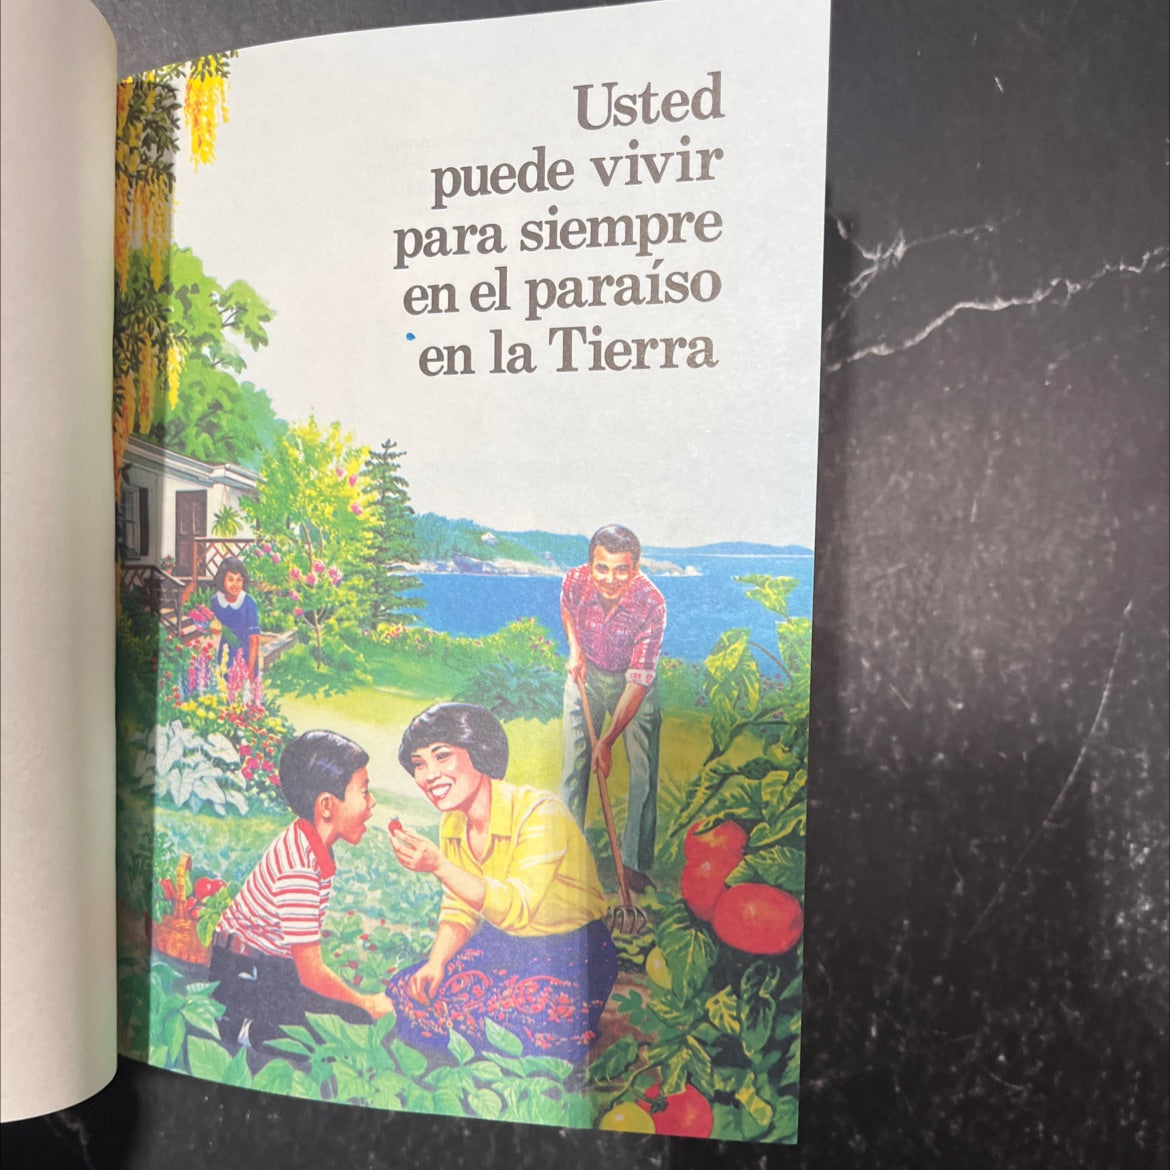 Usted
puede vivir
para siempre
en el paraíso
en la Tierra